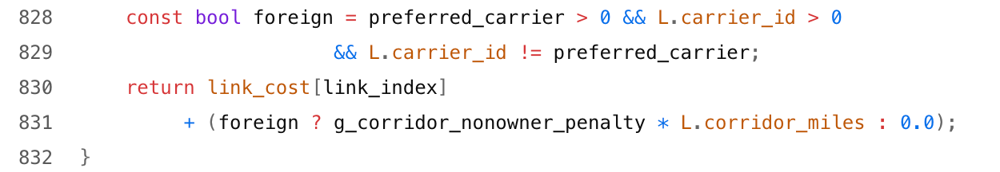 828 const bool foreign = preferred_carrier > 0 && L.carrier_id > 0
829 && L.carrier_id != preferred_carrier;
830 return link_cost[link_index]
831 + (foreign ? g_corridor_nonowner_penalty * L.corridor_miles : 0.0);
832 }